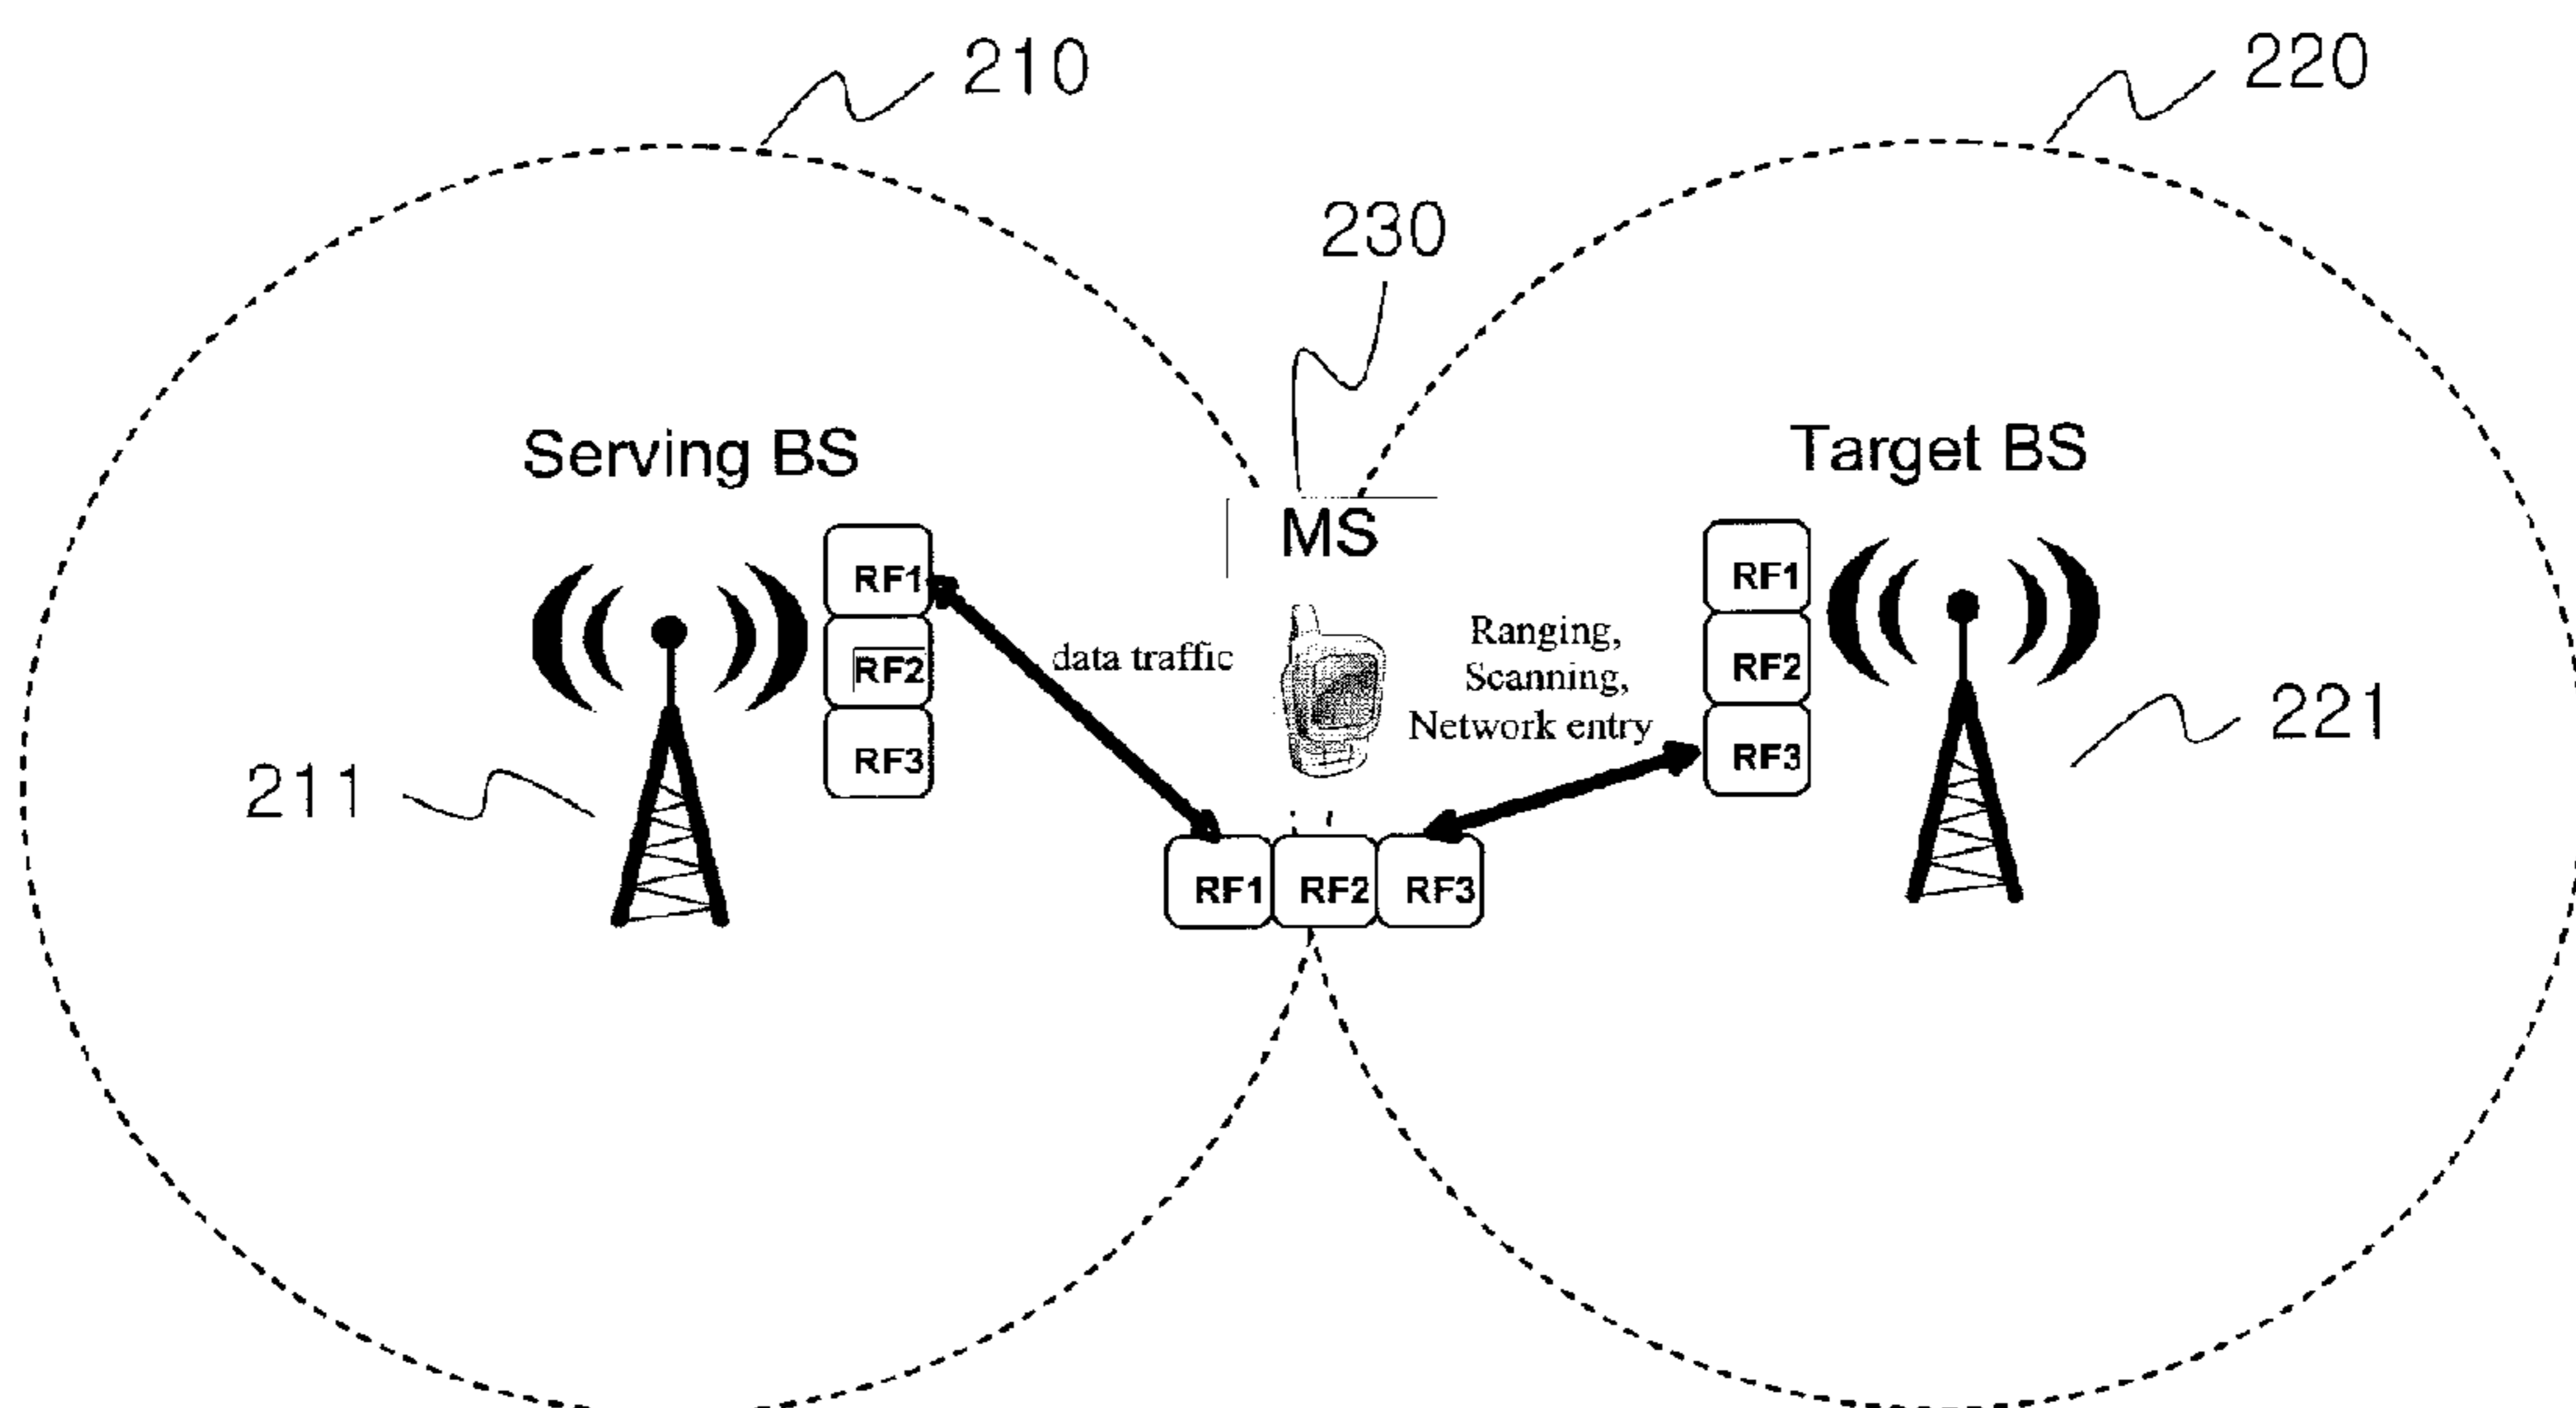 210
220
230
Serving BS
Target BS
MS
RF1
RF2
RF3
data traffic
Ranging,
Scanning,
Network entry
RF1
RF2
RF3
211
221
RF1 RF2 RF3